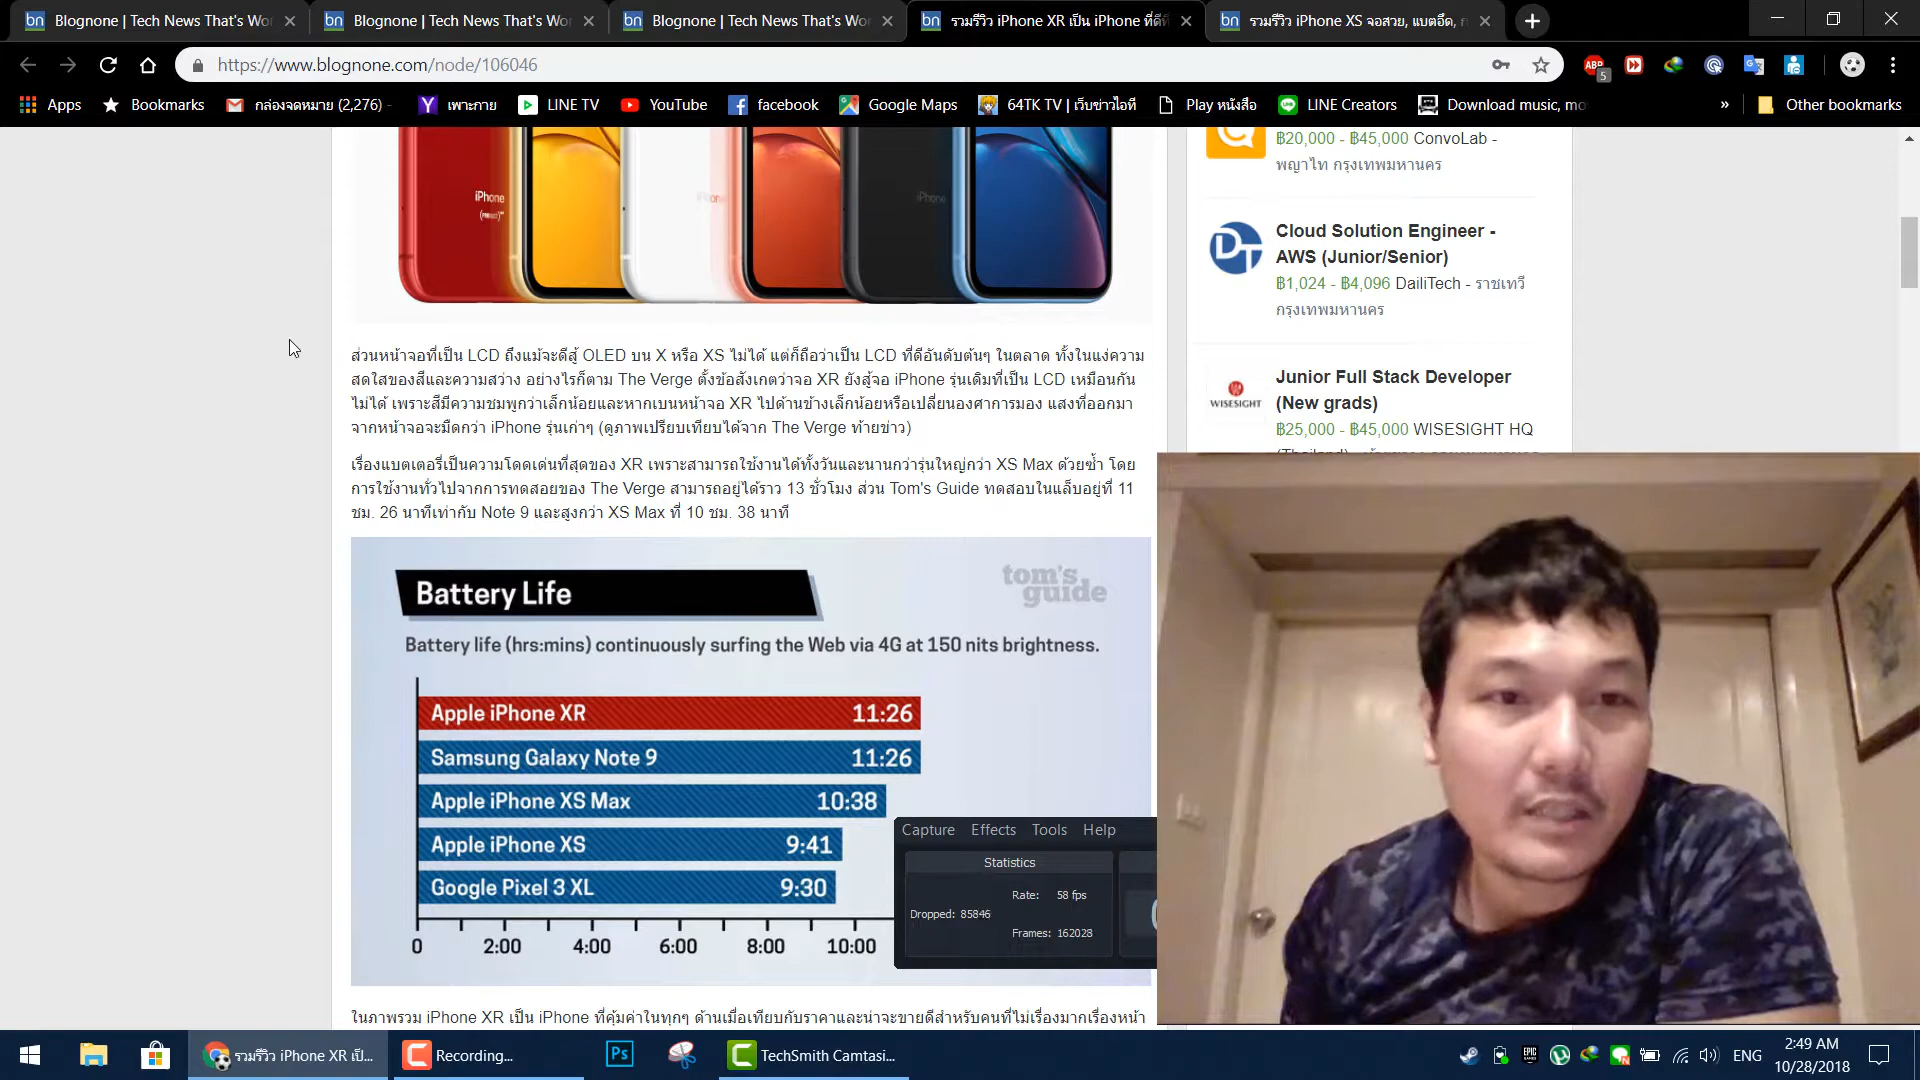 Blognone | Tech News That's Wor
Blognone | Tech News That's Wor
Blognone | Tech News That's Wor
รวมรีวิว iPhone XR เป็น iPhone ที่ดีที่
รวมรีวิว iPhone XS จอสวย, แบตอึด, ก
https://www.blognone.com/node/106046
ABP
5
Apps
Bookmarks
กล่องจดหมาย (2,276) -
เพาะกาย
LINE TV
YouTube
facebook
Google Maps
64TK TV | เว็บข่าวไอที
Play หนังสือ
LINE Creators
Download music, mo
»
Other bookmarks
iPhone
iPhone
iPhone
ส่วนหน้าจอที่เป็น LCD ถึงแม้จะดีสู้ OLED บน X หรือ XS ไม่ได้ แต่ก็ถือว่าเป็น LCD ที่ดีอันดับต้นๆ ในตลาด ทั้งในแง่ความ
สดใสของสีและความสว่าง อย่างไรก็ตาม The Verge ตั้งข้อสังเกตว่าจอ XR ยังสู้จอ iPhone รุ่นเดิมที่เป็น LCD เหมือนกัน
ไม่ได้ เพราะสีมีความชมพูกว่าเล็กน้อยและหากเบนหน้าจอ XR ไปด้านข้างเล็กน้อยหรือเปลี่ยนองศาการมอง แสงที่ออกมา
จากหน้าจอจะมืดกว่า iPhone รุ่นเก่าๆ (ดูภาพเปรียบเทียบได้จาก The Verge ท้ายข่าว)
เรื่องแบตเตอรี่เป็นความโดดเด่นที่สุดของ XR เพราะสามารถใช้งานได้ทั้งวันและนานกว่ารุ่นใหญ่กว่า XS Max ด้วยซ้ำ โดย
การใช้งานทั่วไปจากการทดสอบของ The Verge สามารถอยู่ได้ราว 13 ชั่วโมง ส่วน Tom's Guide ทดสอบในแล็บอยู่ที่ 11
ชม. 26 นาทีเท่ากับ Note 9 และสูงกว่า XS Max ที่ 10 ชม. 38 นาที
Battery Life
tom's
guide
Battery life (hrs:mins) continuously surfing the Web via 4G at 150 nits brightness.
Apple iPhone XR 11:26
Samsung Galaxy Note 9 11:26
Apple iPhone XS Max 10:38
Apple iPhone XS 9:41
Google Pixel 3 XL 9:30
0 2:00 4:00 6:00 8:00 10:00
ในภาพรวม iPhone XR เป็น iPhone ที่คุ้มค่าในทุกๆ ด้านเมื่อเทียบกับราคาและน่าจะขายดีสำหรับคนที่ไม่เรื่องมากเรื่องหน้า
฿20,000 - ฿45,000 ConvoLab -
พญาไท กรุงเทพมหานคร
DT
Cloud Solution Engineer -
AWS (Junior/Senior)
฿1,024 - ฿4,096 DailiTech - ราชเทวี
กรุงเทพมหานคร
WISESIGHT
Junior Full Stack Developer
(New grads)
฿25,000 - ฿45,000 WISESIGHT HQ
Capture Effects Tools Help
Statistics
Rate: 58 fps
Dropped: 85846
Frames: 162028
รวมรีวิว iPhone XR เป็...
Recording...
Ps
TechSmith Camtasi...
ENG
2:49 AM
10/28/2018